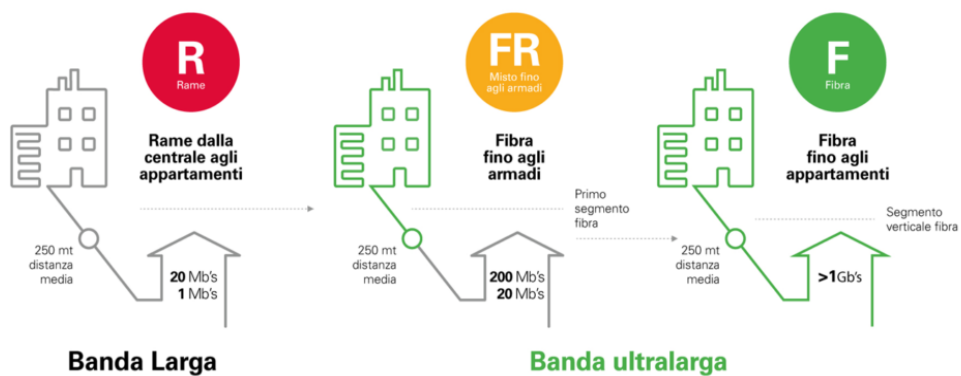 R
Rame
Rame dalla
centrale agli
appartamenti
250 mt
distanza
media
20 Mb's
1 Mb's
FR
Misto fino
agli armadi
Fibra
fino agli
armadi
Primo
segmento
fibra
250 mt
distanza
media
200 Mb's
20 Mb's
F
Fibra
Fibra
fino agli
appartamenti
Segmento
verticale fibra
250 mt
distanza
media
>1Gb's
Banda Larga
Banda ultralarga